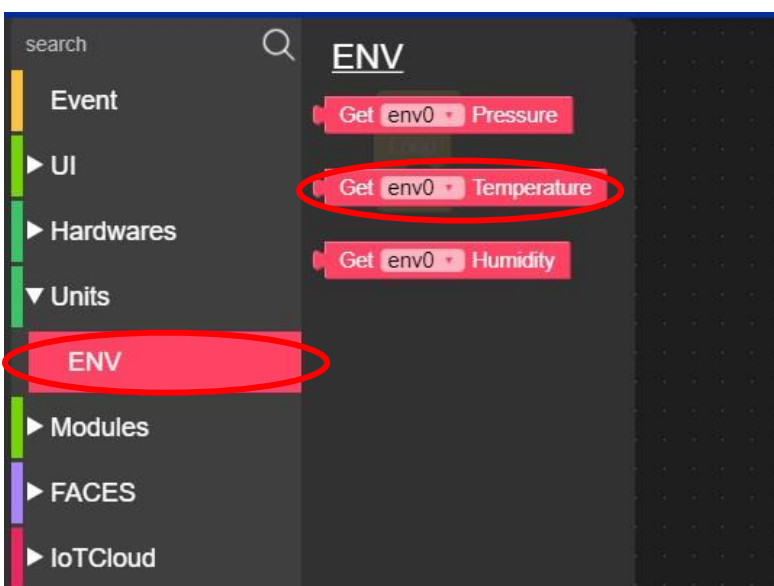 search
Event
UI
Hardwares
Units
ENV
Modules
FACES
IoTCloud
ENV
Get env0 Pressure
Get env0 Temperature
Get env0 Humidity